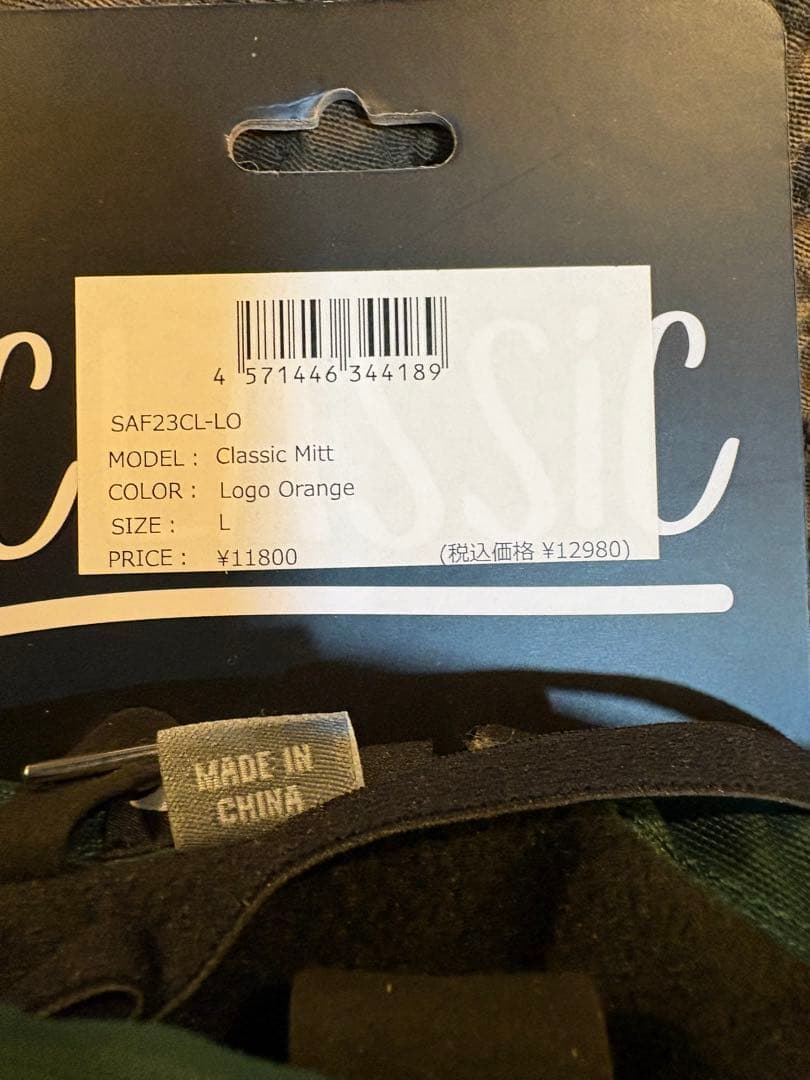 4 571446 344189
SAF23CL-LO
MODEL : Classic Mitt
COLOR : Logo Orange
SIZE : L
PRICE : ¥11800 (税込価格 ¥12980)
MADE IN
CHINA